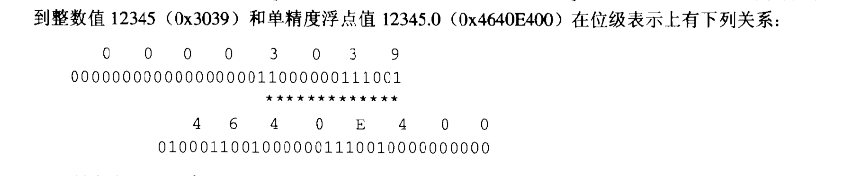 到整数值 12345（0x3039）和单精度浮点值 12345.0（0x4640E400）在位级表示上有下列关系：
0 0 0 0 3 0 3 9
00000000000000000011000000111001
*************
4 6 4 0 E 4 0 0
01000110010000001110010000000000